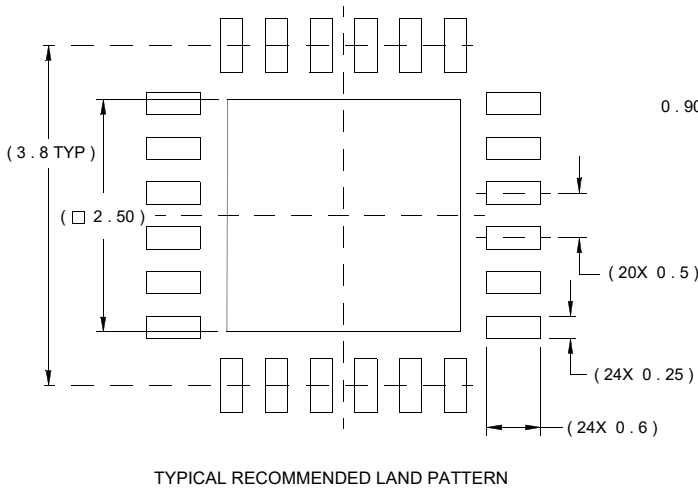 0.90
( 3 . 8 TYP )
( □ 2 . 50 )
( 20X 0 . 5 )
( 24X 0 . 25 )
( 24X 0 . 6 )
TYPICAL RECOMMENDED LAND PATTERN